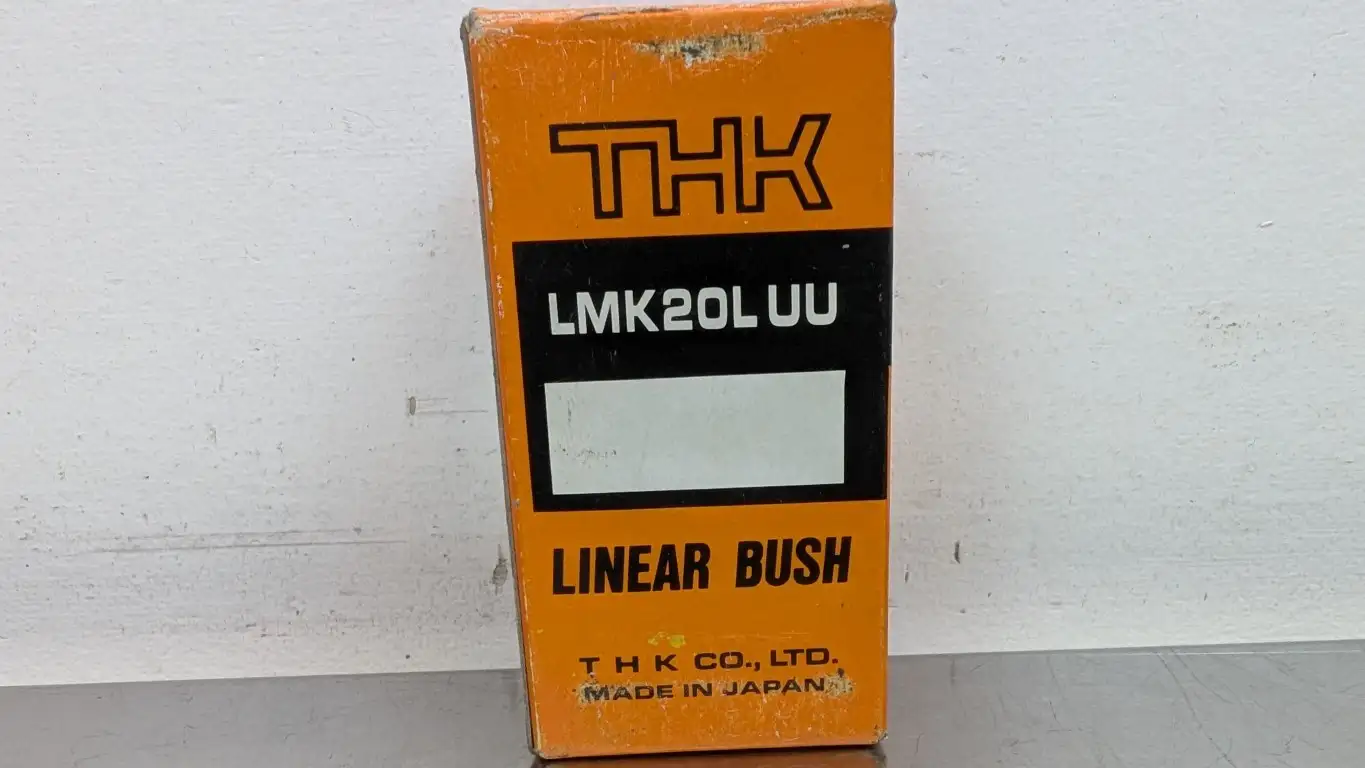 THK
LMK20L UU
LINEAR BUSH
T H K CO., LTD.
MADE IN JAPAN